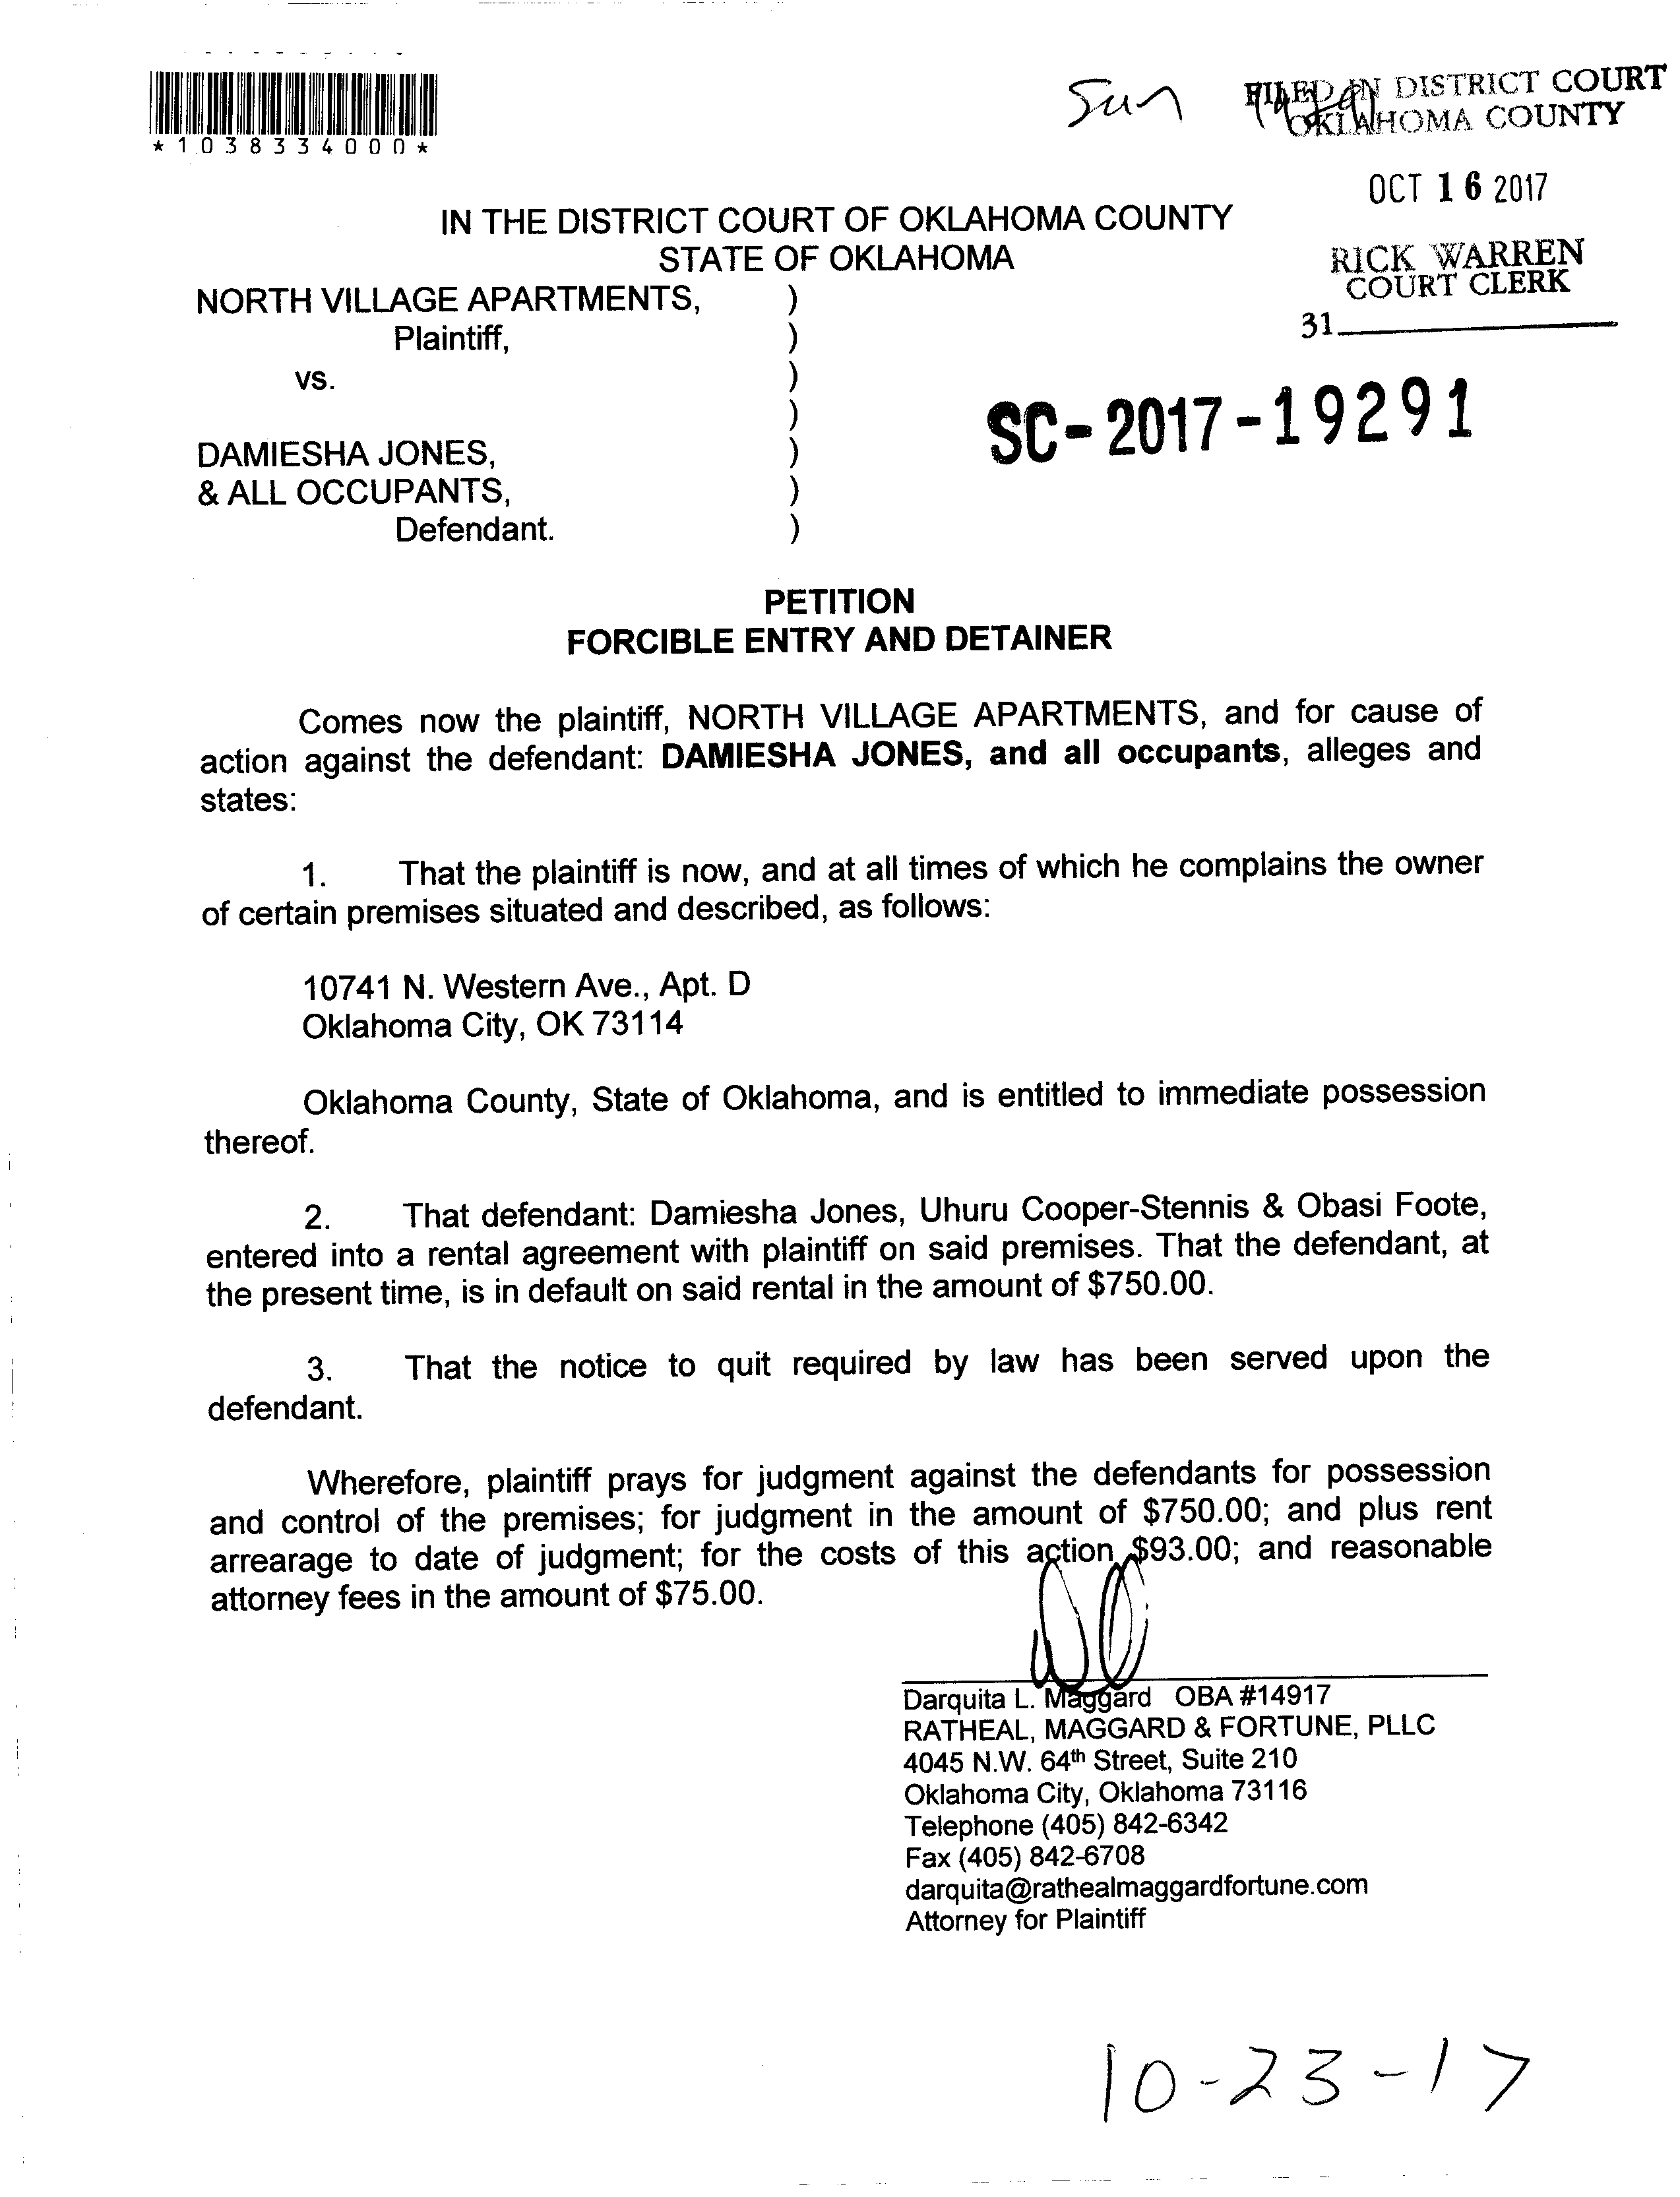 *1038334000*
Sun
FILED IN DISTRICT COURT
OKLAHOMA COUNTY
OCT 16 2017
RICK WARREN
COURT CLERK
31
IN THE DISTRICT COURT OF OKLAHOMA COUNTY
STATE OF OKLAHOMA
NORTH VILLAGE APARTMENTS, )
Plaintiff, )
vs. )
)
DAMIESHA JONES, )
& ALL OCCUPANTS, )
Defendant. )
SC-2017-19291
PETITION
FORCIBLE ENTRY AND DETAINER
Comes now the plaintiff, NORTH VILLAGE APARTMENTS, and for cause of
action against the defendant: DAMIESHA JONES, and all occupants, alleges and
states:
1. That the plaintiff is now, and at all times of which he complains the owner
of certain premises situated and described, as follows:
10741 N. Western Ave., Apt. D
Oklahoma City, OK 73114
Oklahoma County, State of Oklahoma, and is entitled to immediate possession
thereof.
2. That defendant: Damiesha Jones, Uhuru Cooper-Stennis & Obasi Foote,
entered into a rental agreement with plaintiff on said premises. That the defendant, at
the present time, is in default on said rental in the amount of $750.00.
3. That the notice to quit required by law has been served upon the
defendant.
Wherefore, plaintiff prays for judgment against the defendants for possession
and control of the premises; for judgment in the amount of $750.00; and plus rent
arrearage to date of judgment; for the costs of this action $93.00; and reasonable
attorney fees in the amount of $75.00.
Darquita L. Maggard OBA #14917
RATHEAL, MAGGARD & FORTUNE, PLLC
4045 N.W. 64th Street, Suite 210
Oklahoma City, Oklahoma 73116
Telephone (405) 842-6342
Fax (405) 842-6708
darquita@rathealmaggardfortune.com
Attorney for Plaintiff
10-23-17